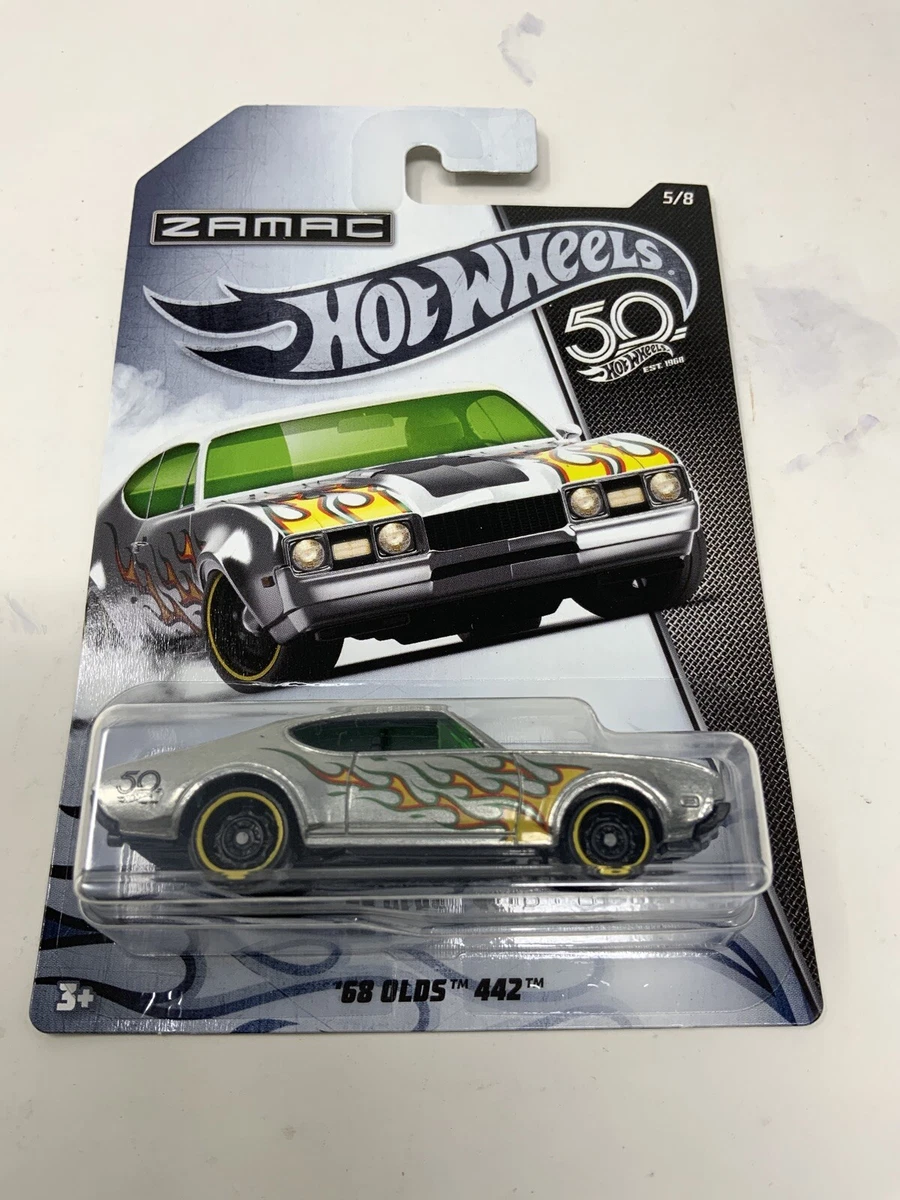 5/8
ZAMAC
HOT WHEELS
50
HOT WHEELS
EST. 1968
50
3+
'68 OLDS™ 442™